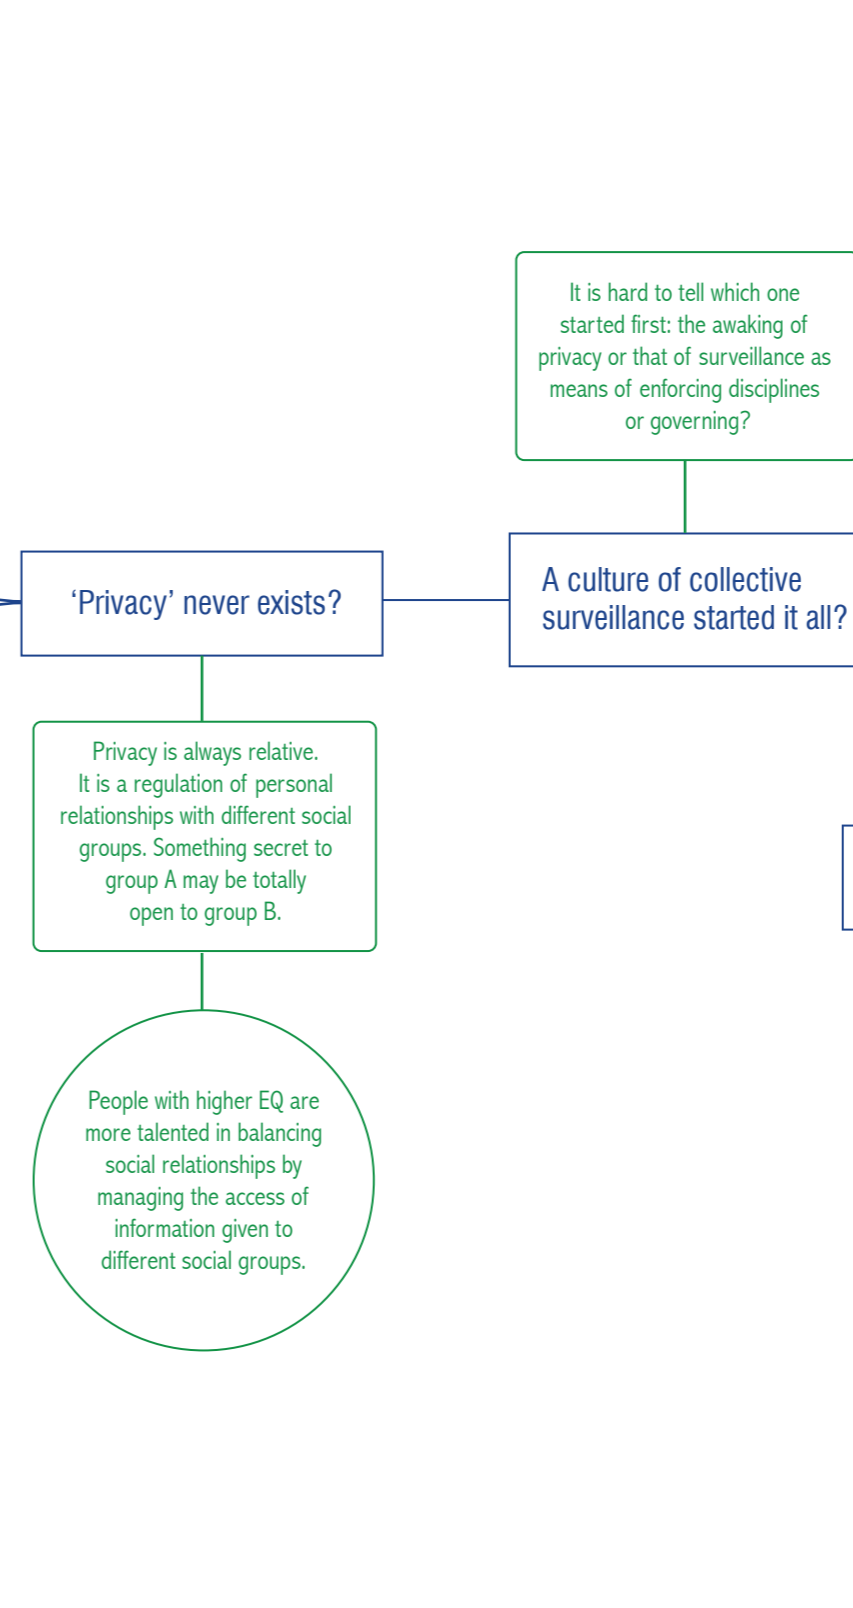 It is hard to tell which one
started first: the awaking of
privacy or that of surveillance as
means of enforcing disciplines
or governing?
‘Privacy’ never exists?
A culture of collective
surveillance started it all?
Privacy is always relative.
It is a regulation of personal
relationships with different social
groups. Something secret to
group A may be totally
open to group B.
People with higher EQ are
more talented in balancing
social relationships by
managing the access of
information given to
different social groups.